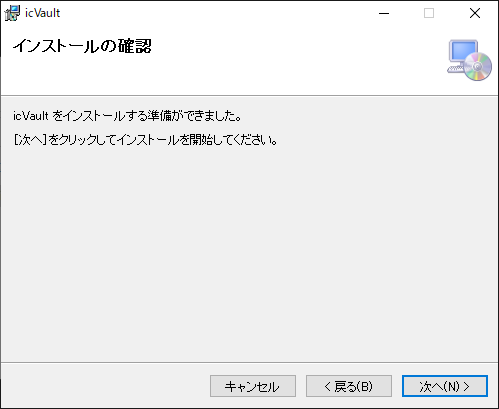 icVault
インストールの確認
icVault をインストールする準備ができました。
[次へ]をクリックしてインストールを開始してください。
キャンセル
< 戻る(B)
次へ(N) >